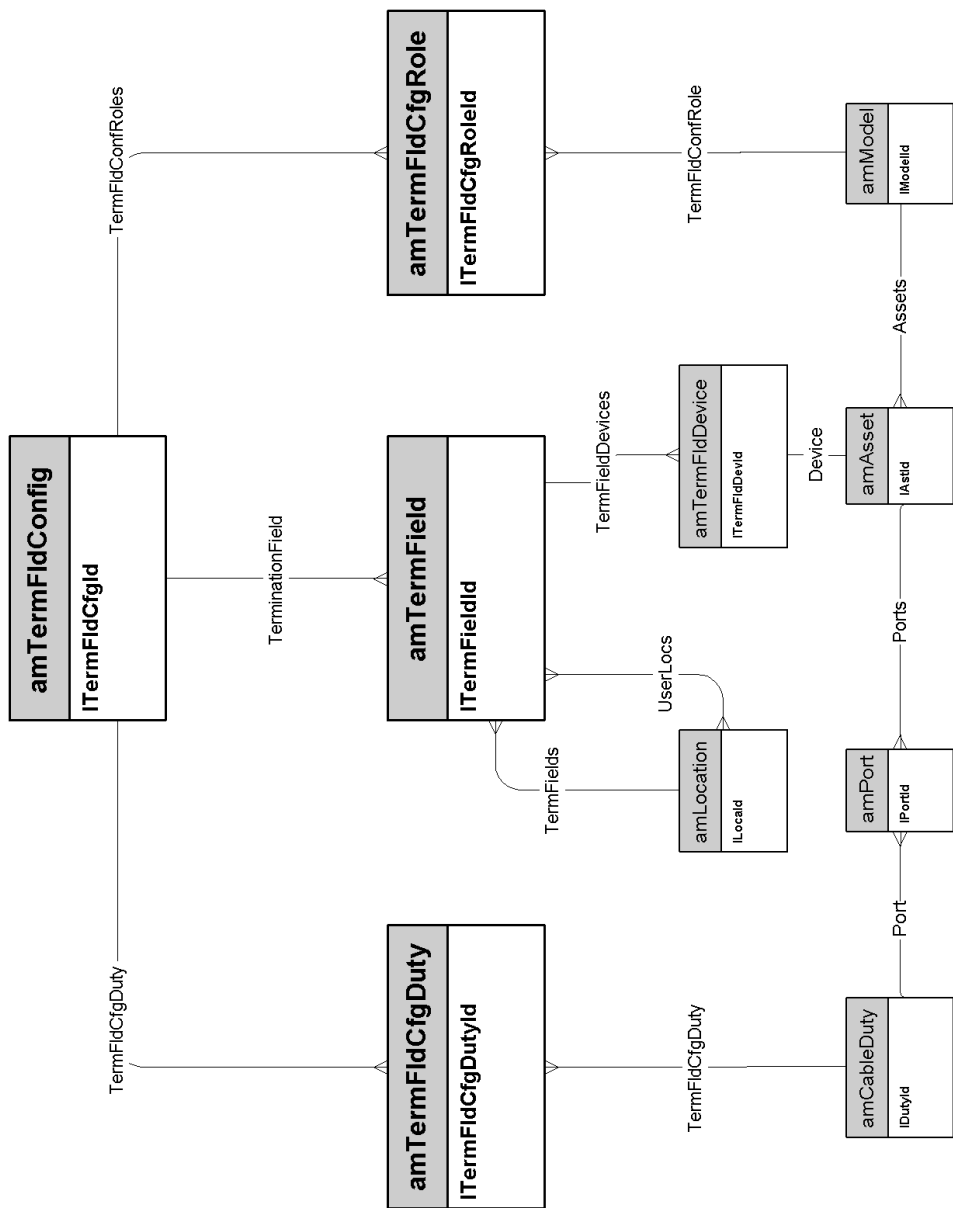 amTermFldConfig
lTermFldCfgId
TermFldCfgDuty
TerminationField
TermFldConfRoles
amTermFldCfgDuty
lTermFldCfgDutyId
amTermField
lTermFieldId
amTermFldCfgRole
lTermFldCfgRoleId
TermFields
UserLocs
TermFieldDevices
TermFldCfgDuty
TermFldConfRole
amLocation
lLocaId
amTermFldDevice
lTermFldDevId
Device
amCableDuty
lDutyId
Port
amPort
lPortId
Ports
amAsset
lAstId
Assets
amModel
lModelId